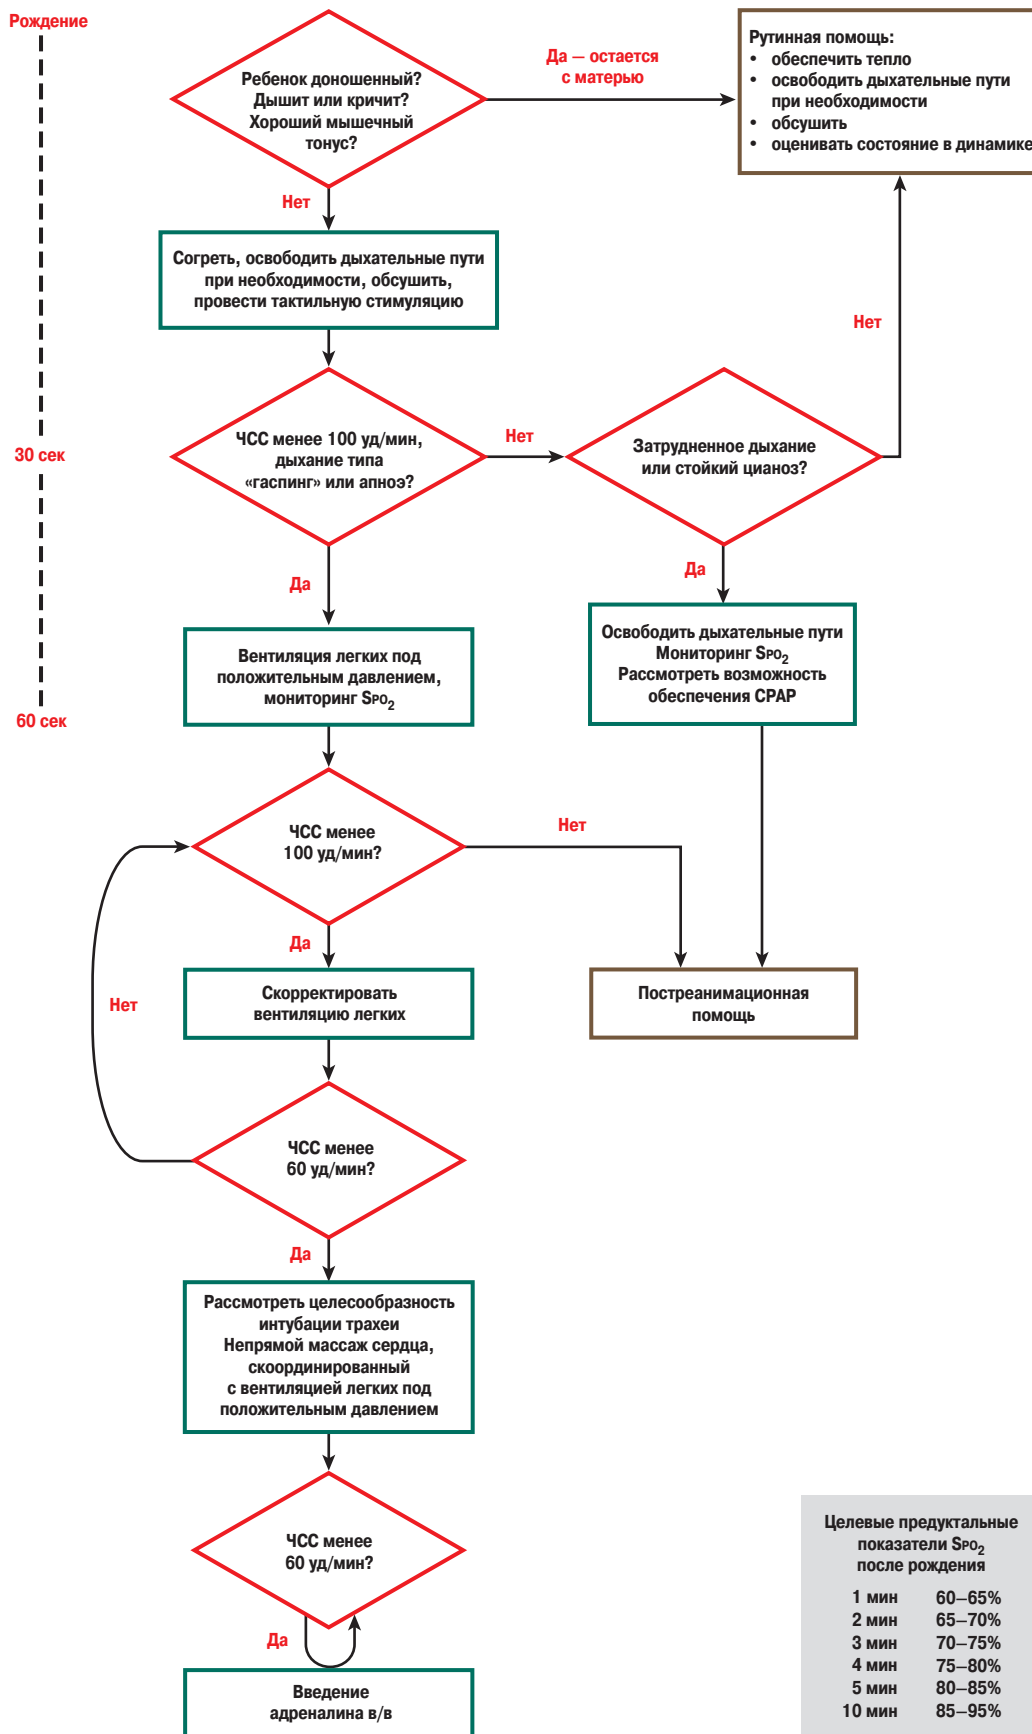 Рождение
Ребенок доношенный?
Дышит или кричит?
Хороший мышечный
тонус?
Да – остается
с матерью
Рутинная помощь:
• обеспечить тепло
• освободить дыхательные пути
при необходимости
• обсушить
• оценивать состояние в динамике
Нет
Согреть, освободить дыхательные пути
при необходимости, обсушить,
провести тактильную стимуляцию
Нет
30 сек
ЧСС менее 100 уд/мин,
дыхание типа
«гаспинг» или апноэ?
Нет
Затрудненное дыхание
или стойкий цианоз?
Да
Да
Вентиляция легких под
положительным давлением,
мониторинг SPO2
Освободить дыхательные пути
Мониторинг SPO2
Рассмотреть возможность
обеспечения CPAP
60 сек
ЧСС менее
100 уд/мин?
Нет
Да
Скорректировать
вентиляцию легких
Нет
Постреанимационная
помощь
ЧСС менее
60 уд/мин?
Да
Рассмотреть целесообразность
интубации трахеи
Непрямой массаж сердца,
скоординированный
с вентиляцией легких под
положительным давлением
ЧСС менее
60 уд/мин?
Да
Введение
адреналина в/в
Целевые предуктальные
показатели SPO2
после рождения
1 мин 60–65%
2 мин 65–70%
3 мин 70–75%
4 мин 75–80%
5 мин 80–85%
10 мин 85–95%